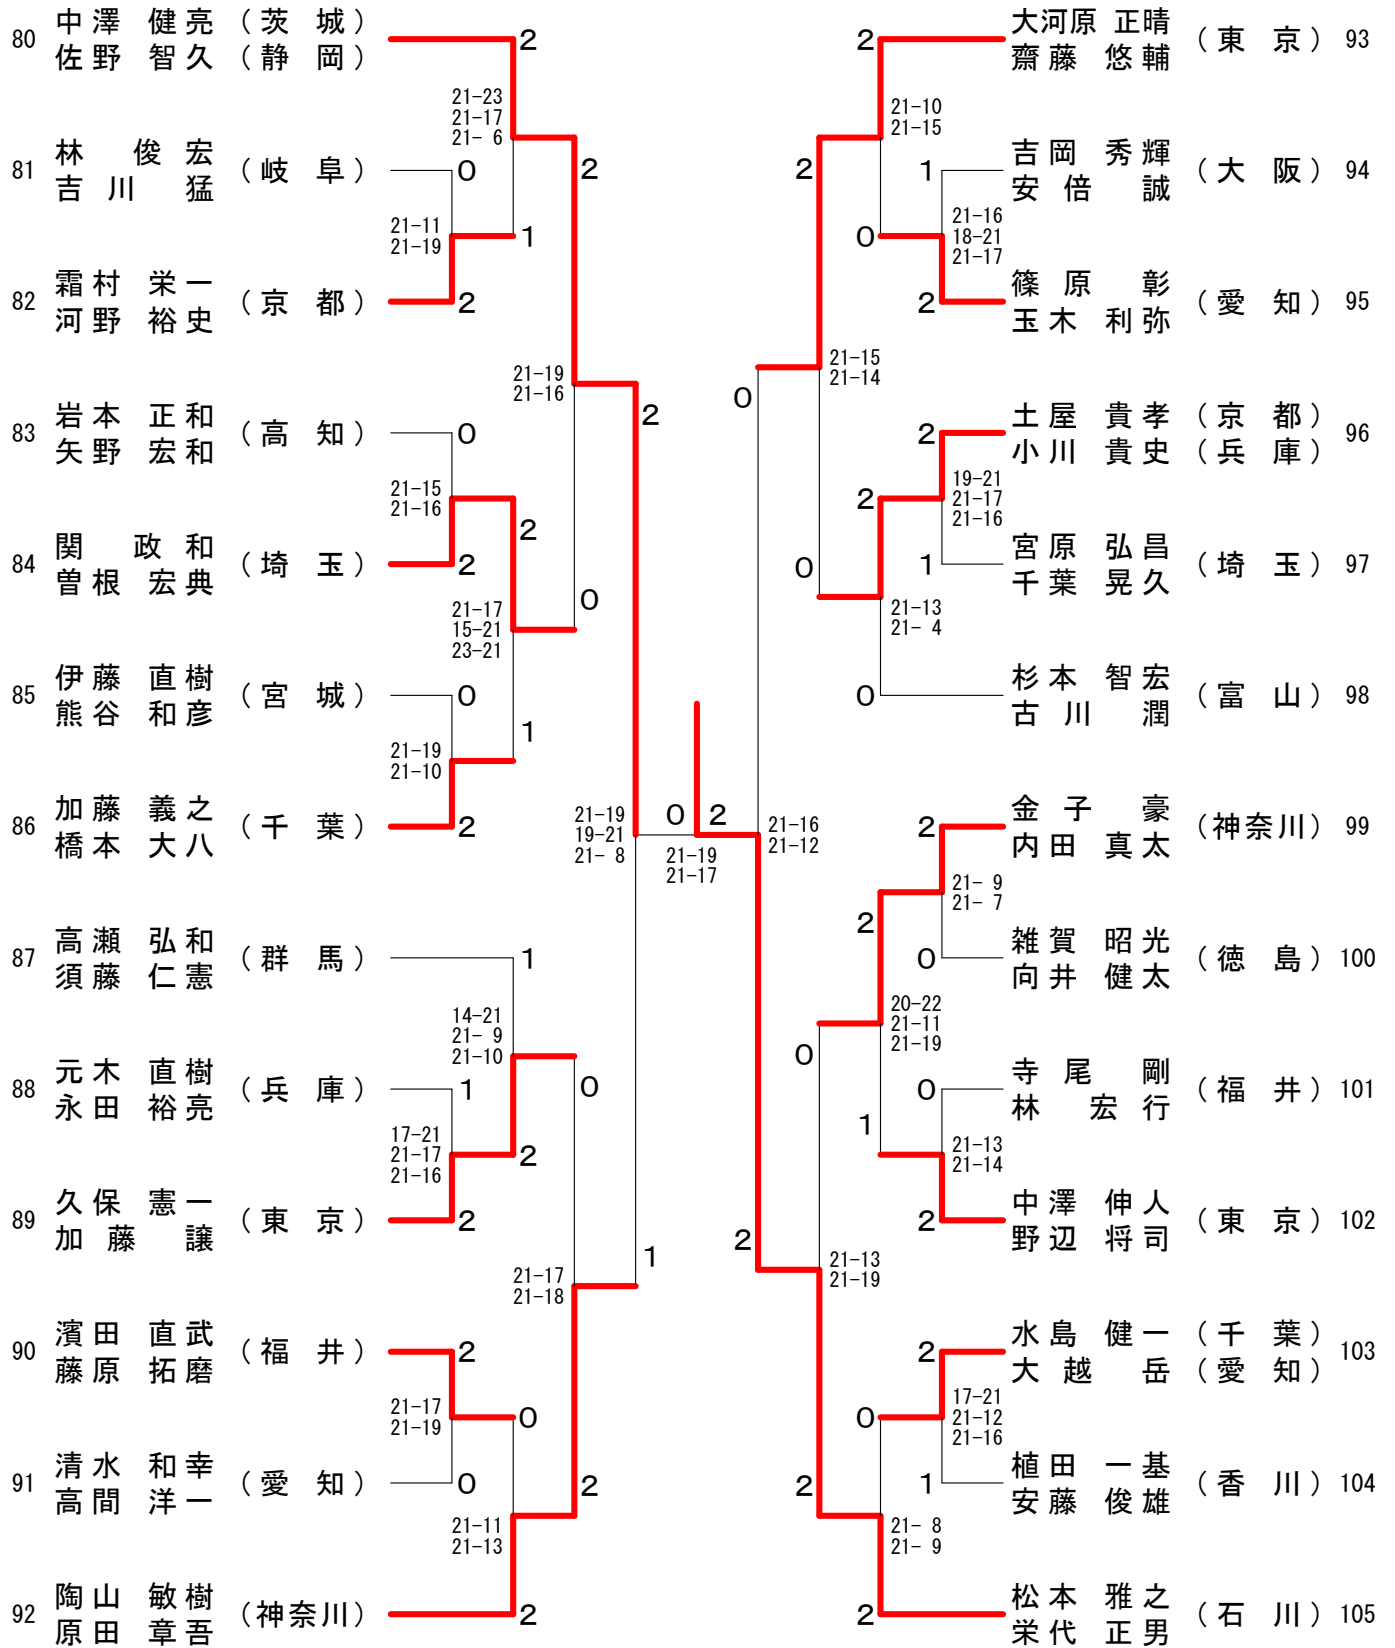 80 中澤 健亮 (茨城)
佐野 智久 (静岡)
2
21-23
21-17
21- 6
81 林 俊宏 (岐阜)
吉川 猛
0
2
21-11
21-19
1
82 霜村 栄一 (京都)
河野 裕史
2
21-19
21-16
2
83 岩本 正和 (高知)
矢野 宏和
0
21-15
21-16
2
84 関 政和 (埼玉)
曽根 宏典
2
0
21-17
15-21
23-21
85 伊藤 直樹 (宮城)
熊谷 和彦
0
1
21-19
21-10
86 加藤 義之 (千葉)
橋本 大八
2
21-19
19-21
21- 8
0 2
21-19
21-17
87 高瀬 弘和 (群馬)
須藤 仁憲
1
14-21
21- 9
21-10
88 元木 直樹 (兵庫)
永田 裕亮
1
0
17-21
21-17
21-16
2
89 久保 憲一 (東京)
加藤 譲
2
1
21-17
21-18
90 濱田 直武 (福井)
藤原 拓磨
2
21-17
21-19
0
91 清水 和幸 (愛知)
高間 洋一
0
2
21-11
21-13
92 陶山 敏樹 (神奈川)
原田 章吾
2
2 大河原 正晴 (東京) 93
齋藤 悠輔
21-10
21-15
2
1 吉岡 秀輝 (大阪) 94
安倍 誠
21-16
18-21
21-17
0
2 篠原 彰 (愛知) 95
玉木 利弥
21-15
21-14
0
2 土屋 貴孝 (京都) 96
小川 貴史 (兵庫)
19-21
21-17
21-16
2
0
1 宮原 弘昌 (埼玉) 97
千葉 晃久
21-13
21- 4
0 杉本 智宏 (富山) 98
古川 潤
21-16
21-12
2 金子 豪 (神奈川) 99
内田 真太
21- 9
21- 7
2
0 雑賀 昭光 (徳島) 100
向井 健太
20-22
21-11
21-19
0
0 寺尾 剛 (福井) 101
林 宏行
1
21-13
21-14
2 中澤 伸人 (東京) 102
野辺 将司
2
21-13
21-19
2 水島 健一 (千葉) 103
大越 岳 (愛知)
17-21
21-12
21-16
0
2
1 植田 一基 (香川) 104
安藤 俊雄
21- 8
21- 9
2 松本 雅之 (石川) 105
栄代 正男